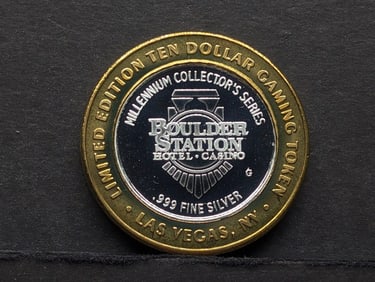 LIMITED EDITION TEN DOLLAR GAMING TOKEN
• LAS VEGAS, NV •
MILLENNIUM COLLECTOR'S SERIES
BOULDER
STATION
HOTEL • CASINO
G
.999 FINE SILVER